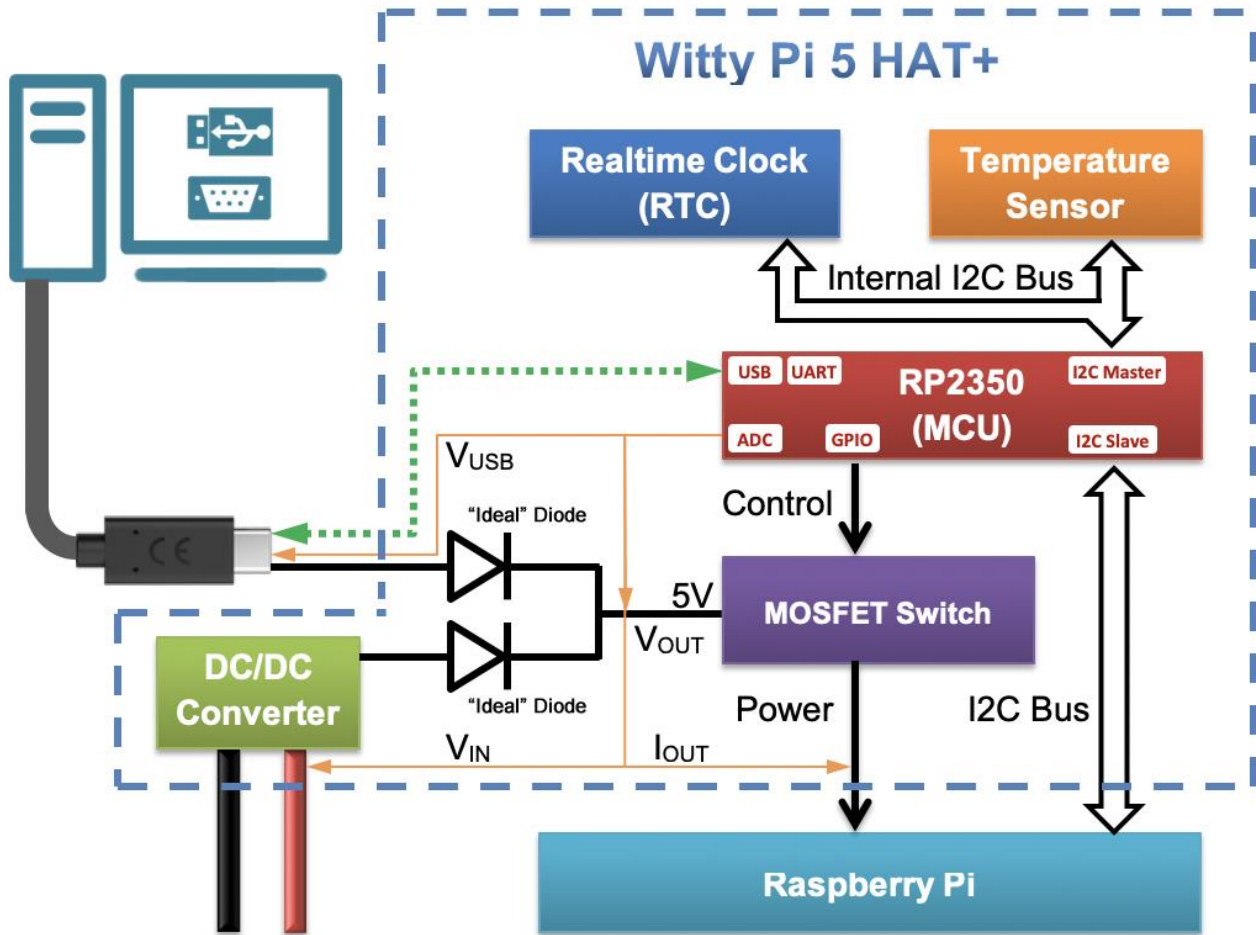 Witty Pi 5 HAT+
Realtime Clock
(RTC)
Temperature
Sensor
Internal I2C Bus
USB
UART
I2C Master
RP2350
(MCU)
ADC
GPIO
I2C Slave
VUSB
"Ideal" Diode
Control
CE
5V
VOUT
MOSFET Switch
DC/DC
Converter
"Ideal" Diode
Power
I2C Bus
VIN
IOUT
Raspberry Pi